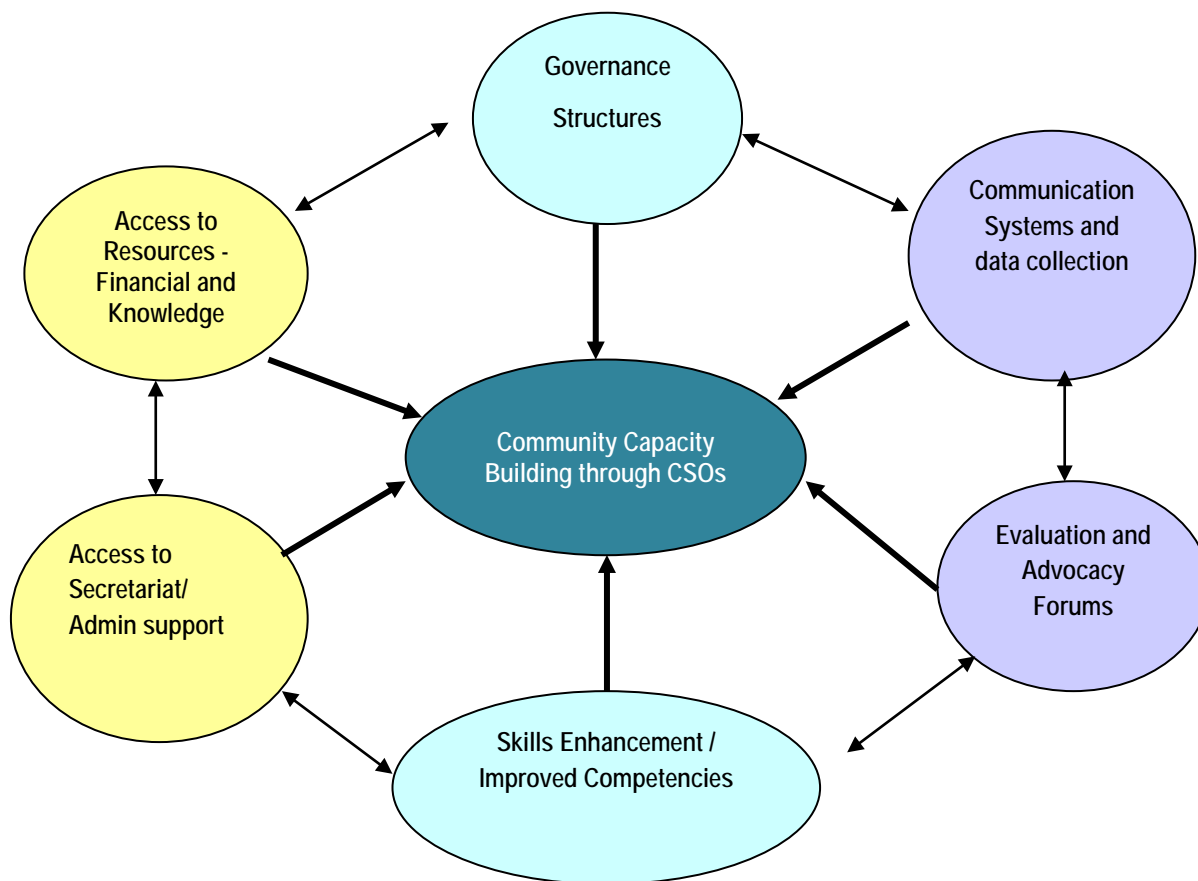 Governance
Structures
Communication
Systems and
data collection
Access to
Resources -
Financial and
Knowledge
Community Capacity
Building through CSOs
Evaluation and
Advocacy
Forums
Access to
Secretariat/
Admin support
Skills Enhancement /
Improved Competencies